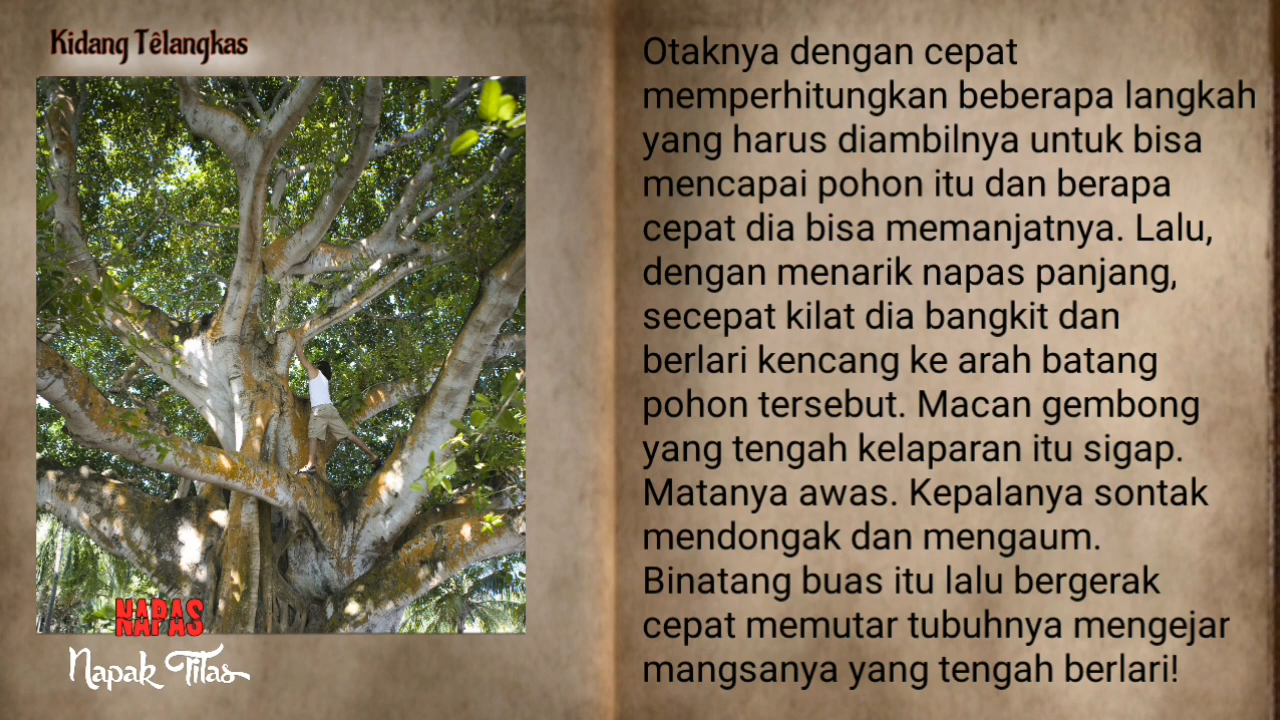 Kidang Têlangkas
Otaknya dengan cepat
memperhitungkan beberapa langkah
yang harus diambilnya untuk bisa
mencapai pohon itu dan berapa
cepat dia bisa memanjatnya. Lalu,
dengan menarik napas panjang,
secepat kilat dia bangkit dan
berlari kencang ke arah batang
pohon tersebut. Macan gembong
yang tengah kelaparan itu sigap.
Matanya awas. Kepalanya sontak
mendongak dan mengaum.
Binatang buas itu lalu bergerak
cepat memutar tubuhnya mengejar
mangsanya yang tengah berlari!
NAPAS
Napak Tilas